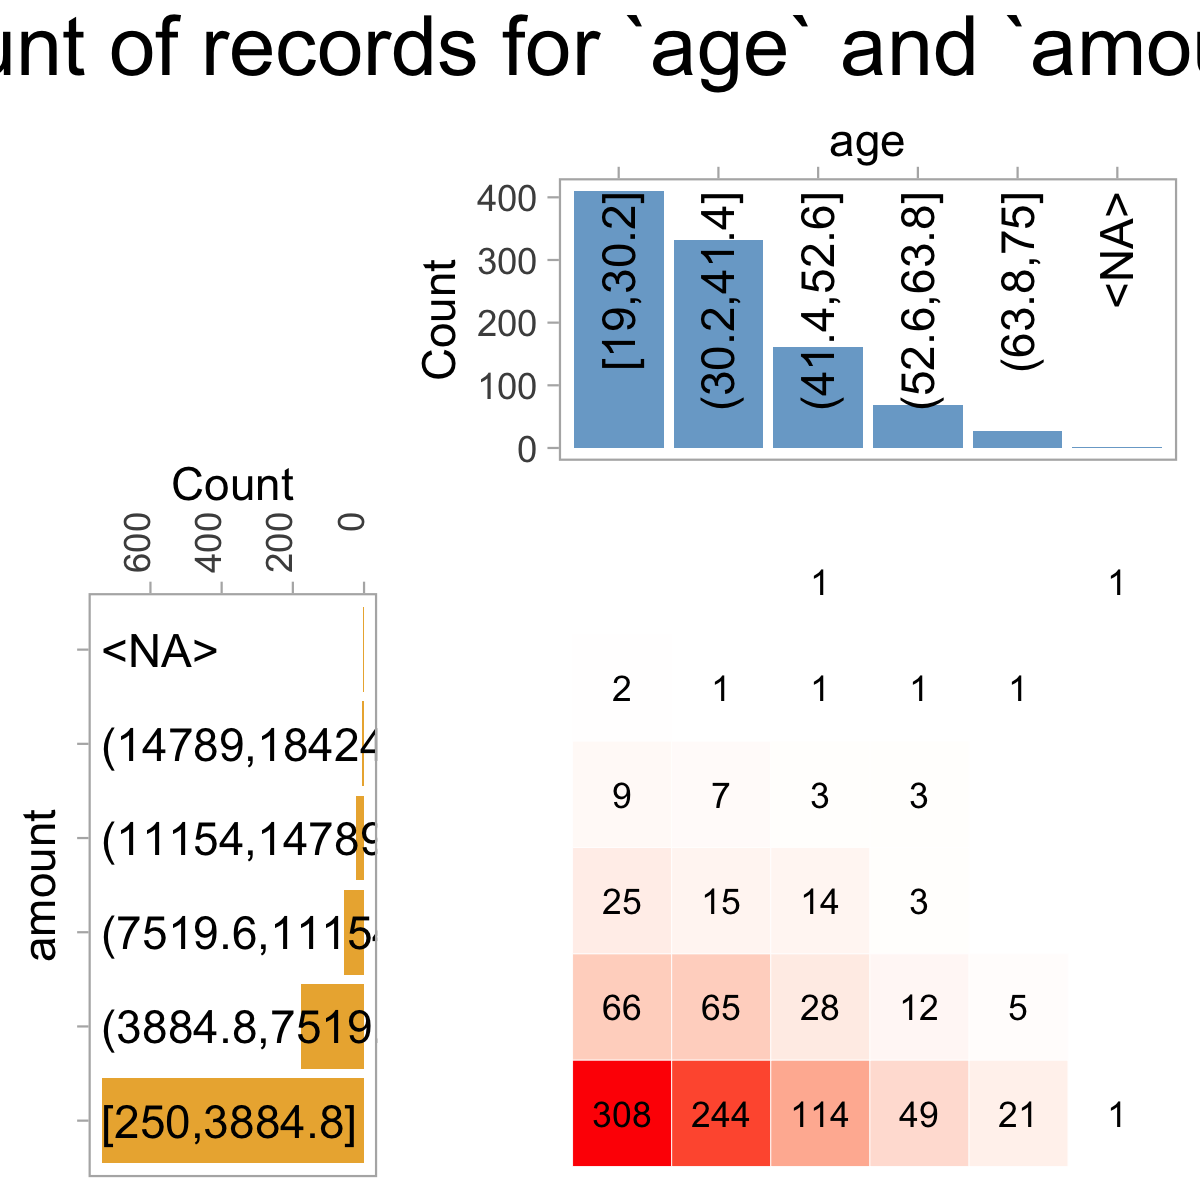 unt of records for `age` and `amou
age
Count
400
300
200
100
0
[19,30.2]
(30.2,41.4]
(41.4,52.6]
(52.6,63.8]
(63.8,75]
<NA>
Count
600
400
200
0
amount
<NA>
(14789,18424
(11154,14789
(7519.6,11154
(3884.8,7519
[250,3884.8]
1 1
2 1 1 1 1
9 7 3 3
25 15 14 3
66 65 28 12 5
308 244 114 49 21 1